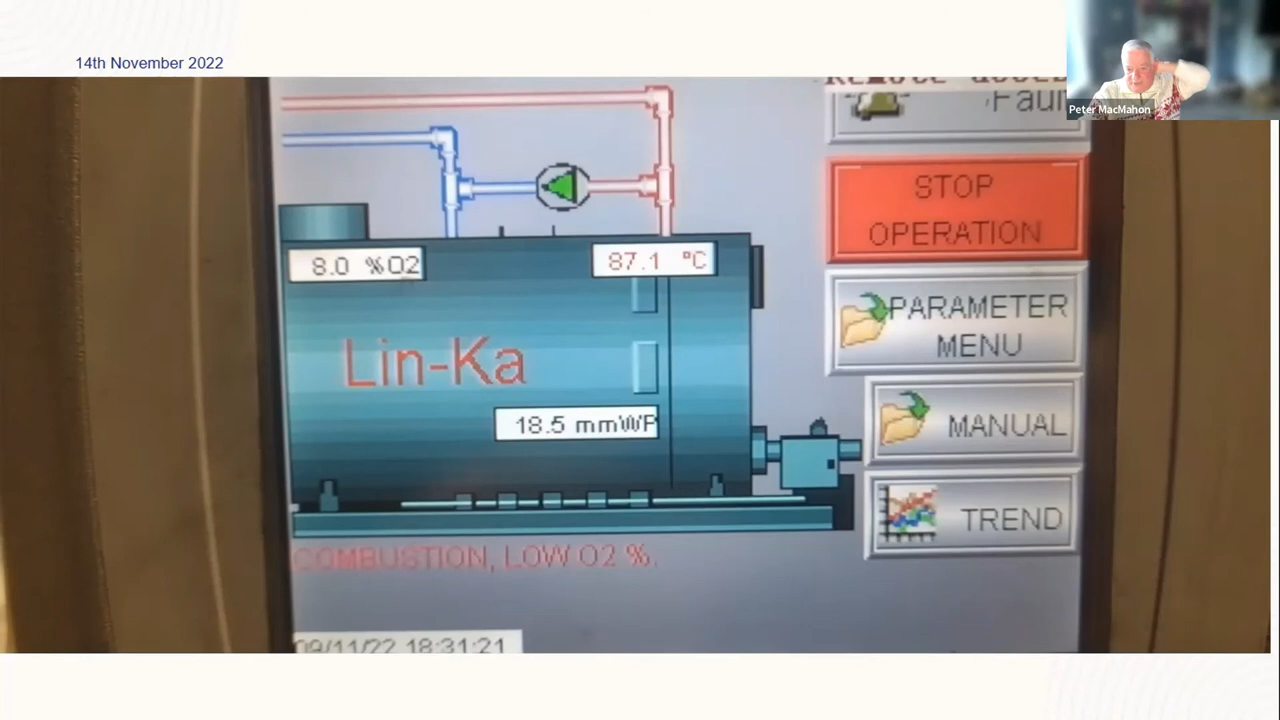 14th November 2022
Peter MacMahon
STOP
OPERATION
8.0 %O2
87.1 °C
PARAMETER
MENU
Lin-Ka
18.5 mmWP
MANUAL
TREND
COMBUSTION, LOW O2 %.
09/11/22 18:31:21